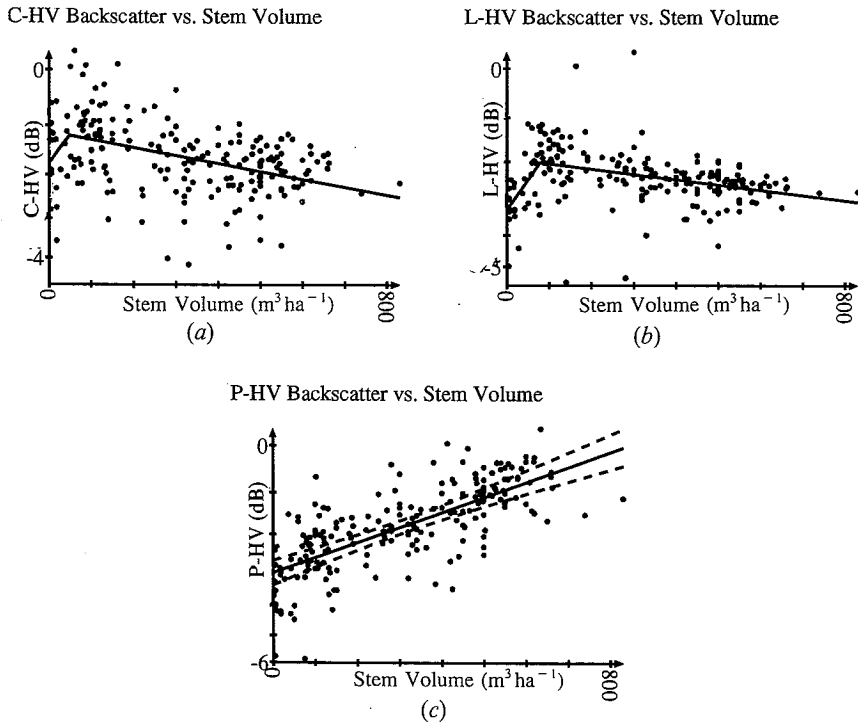 C-HV Backscatter vs. Stem Volume
0
C-HV (dB)
-4
0
800
Stem Volume (m³ ha⁻¹)
(a)
L-HV Backscatter vs. Stem Volume
0
L-HV (dB)
-5
0
800
Stem Volume (m³ ha⁻¹)
(b)
P-HV Backscatter vs. Stem Volume
0
P-HV (dB)
-6
0
800
Stem Volume (m³ ha⁻¹)
(c)